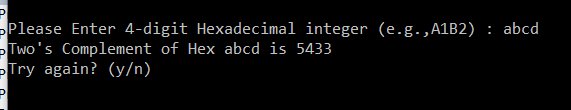 Please Enter 4-digit Hexadecimal integer (e.g.,A1B2) : abcd
Two's Complement of Hex abcd is 5433
Try again? (y/n)